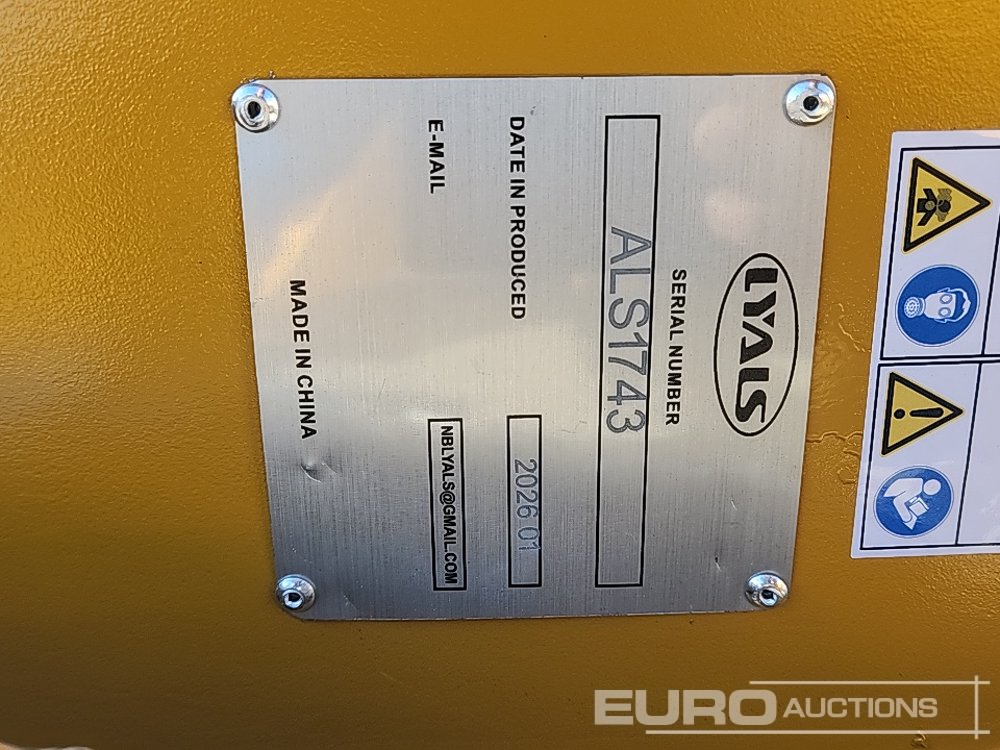 LYALS
SERIAL NUMBER
ALS1743
DATE IN PRODUCED 2026 01
E-MAIL NBLYALS@GMAIL.COM
MADE IN CHINA
EURO AUCTIONS